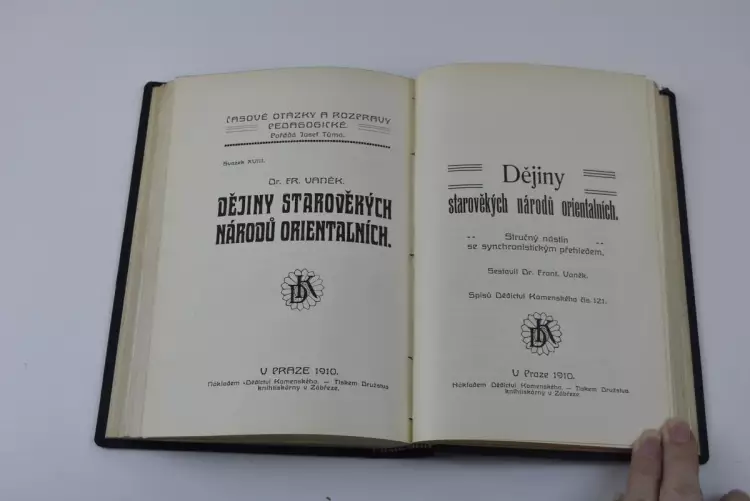 ČASOVÉ OTÁZKY A ROZPRAVY
PEDAGOGICKÉ.
Pořádá Josef Tůma.
Svazek XVIII.
Dr. FR. VANĚK.
DĚJINY STAROVĚKÝCH
NÁRODŮ ORIENTALNÍCH.
DK
V PRAZE 1910.
Nákladem »Dědictví Komenského. — Tiskem Družstva
knihtiskárny v Zábřeze.
Dějiny
starověkých národů orientalních.
Stručný nástin
se synchronistickým přehledem.
Sestavil Dr. Frant. Vaněk.
Spisů Dědictví Komenského čís. 121.
DK
V Praze 1910.
Nákladem Dědictví Komenského. — Tiskem Družstva
knihtiskárny v Zábřeze